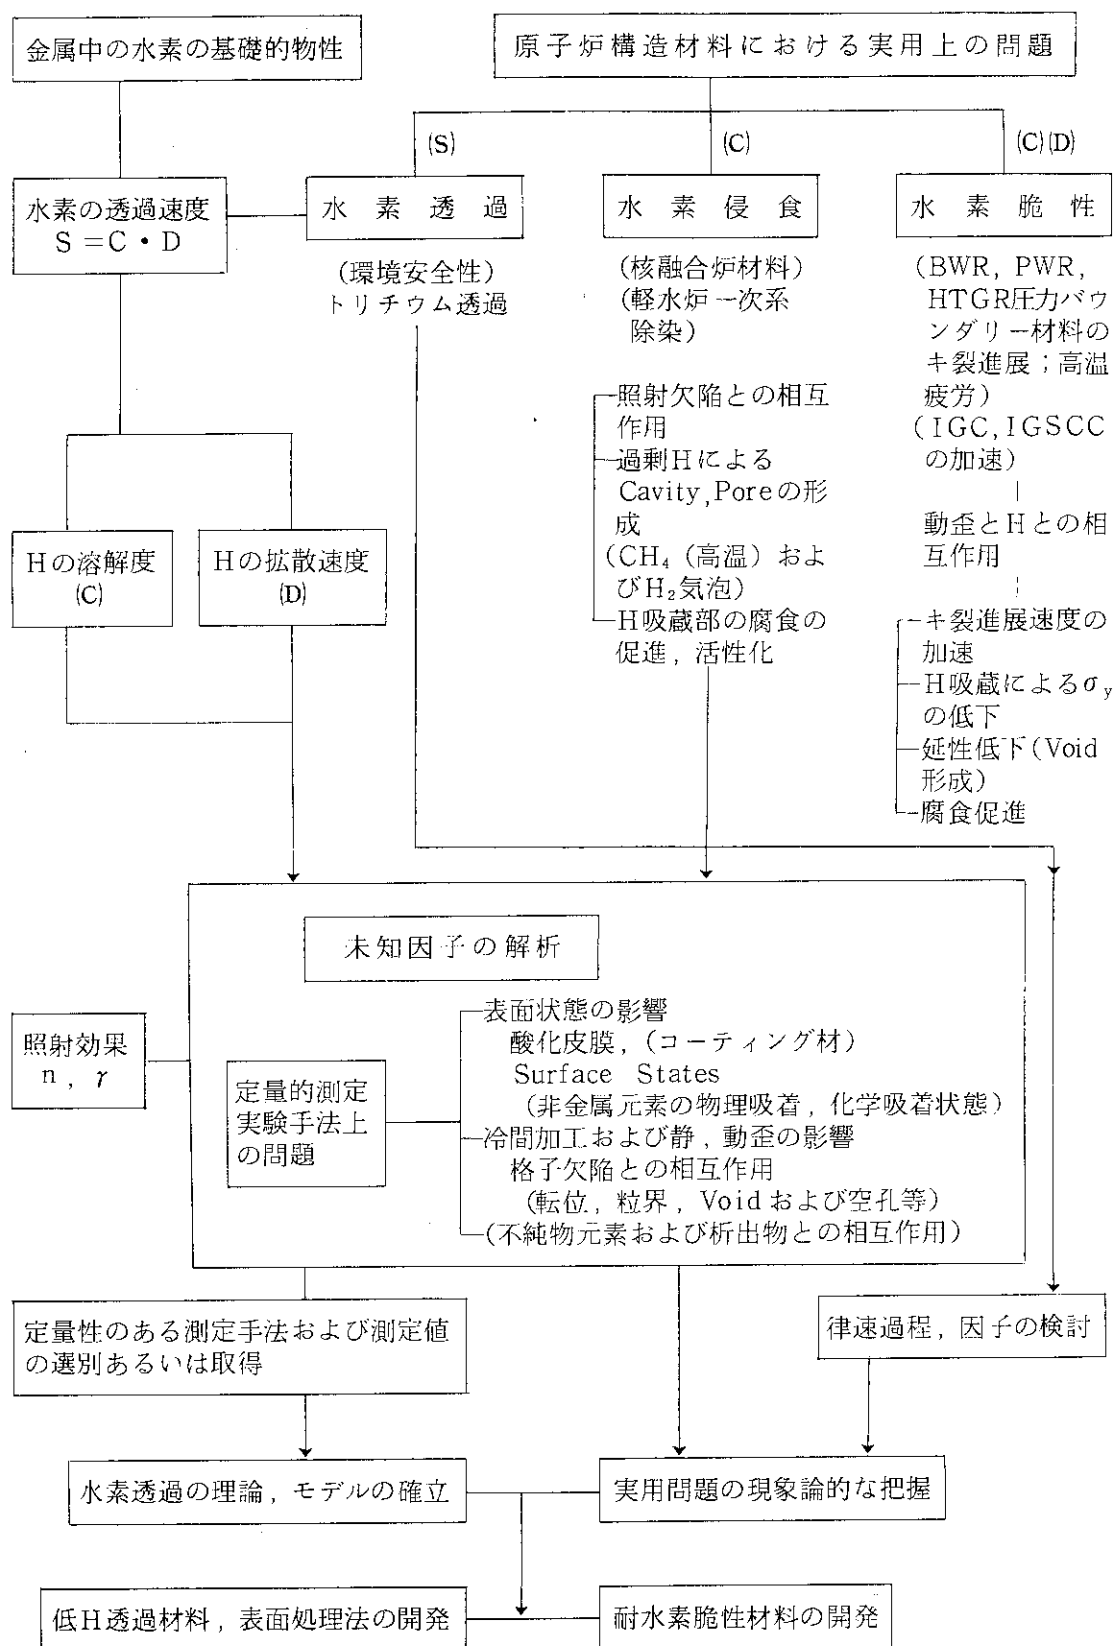 金属中の水素の基礎的物性
原子炉構造材料における実用上の問題
(S)
(C)
(C)(D)
水素の透過速度
S=C・D
水素透過
水素侵食
水素脆性
(環境安全性)
トリチウム透過
(核融合炉材料)
(軽水炉一次系
除染)
照射欠陥との相互
作用
過剰Hによる
Cavity,Poreの形
成
(CH₄(高温)およ
びH₂気泡)
H吸蔵部の腐食の
促進,活性化
(BWR, PWR,
HTGR圧力バウ
ンダリー材料の
キ裂進展;高温
疲労)
(IGC,IGSCC
の加速)
動歪とHとの相
互作用
キ裂進展速度の
加速
H吸蔵によるσy
の低下
延性低下(Void
形成)
腐食促進
Hの溶解度
(C)
Hの拡散速度
(D)
未知因子の解析
照射効果
n, γ
定量的測定
実験手法上
の問題
表面状態の影響
酸化皮膜,(コーティング材)
Surface States
(非金属元素の物理吸着,化学吸着状態)
冷間加工および静,動歪の影響
格子欠陥との相互作用
(転位,粒界,Voidおよび空孔等)
(不純物元素および析出物との相互作用)
定量性のある測定手法および測定値
の選別あるいは取得
律速過程,因子の検討
水素透過の理論,モデルの確立
実用問題の現象論的な把握
低H透過材料,表面処理法の開発
耐水素脆性材料の開発